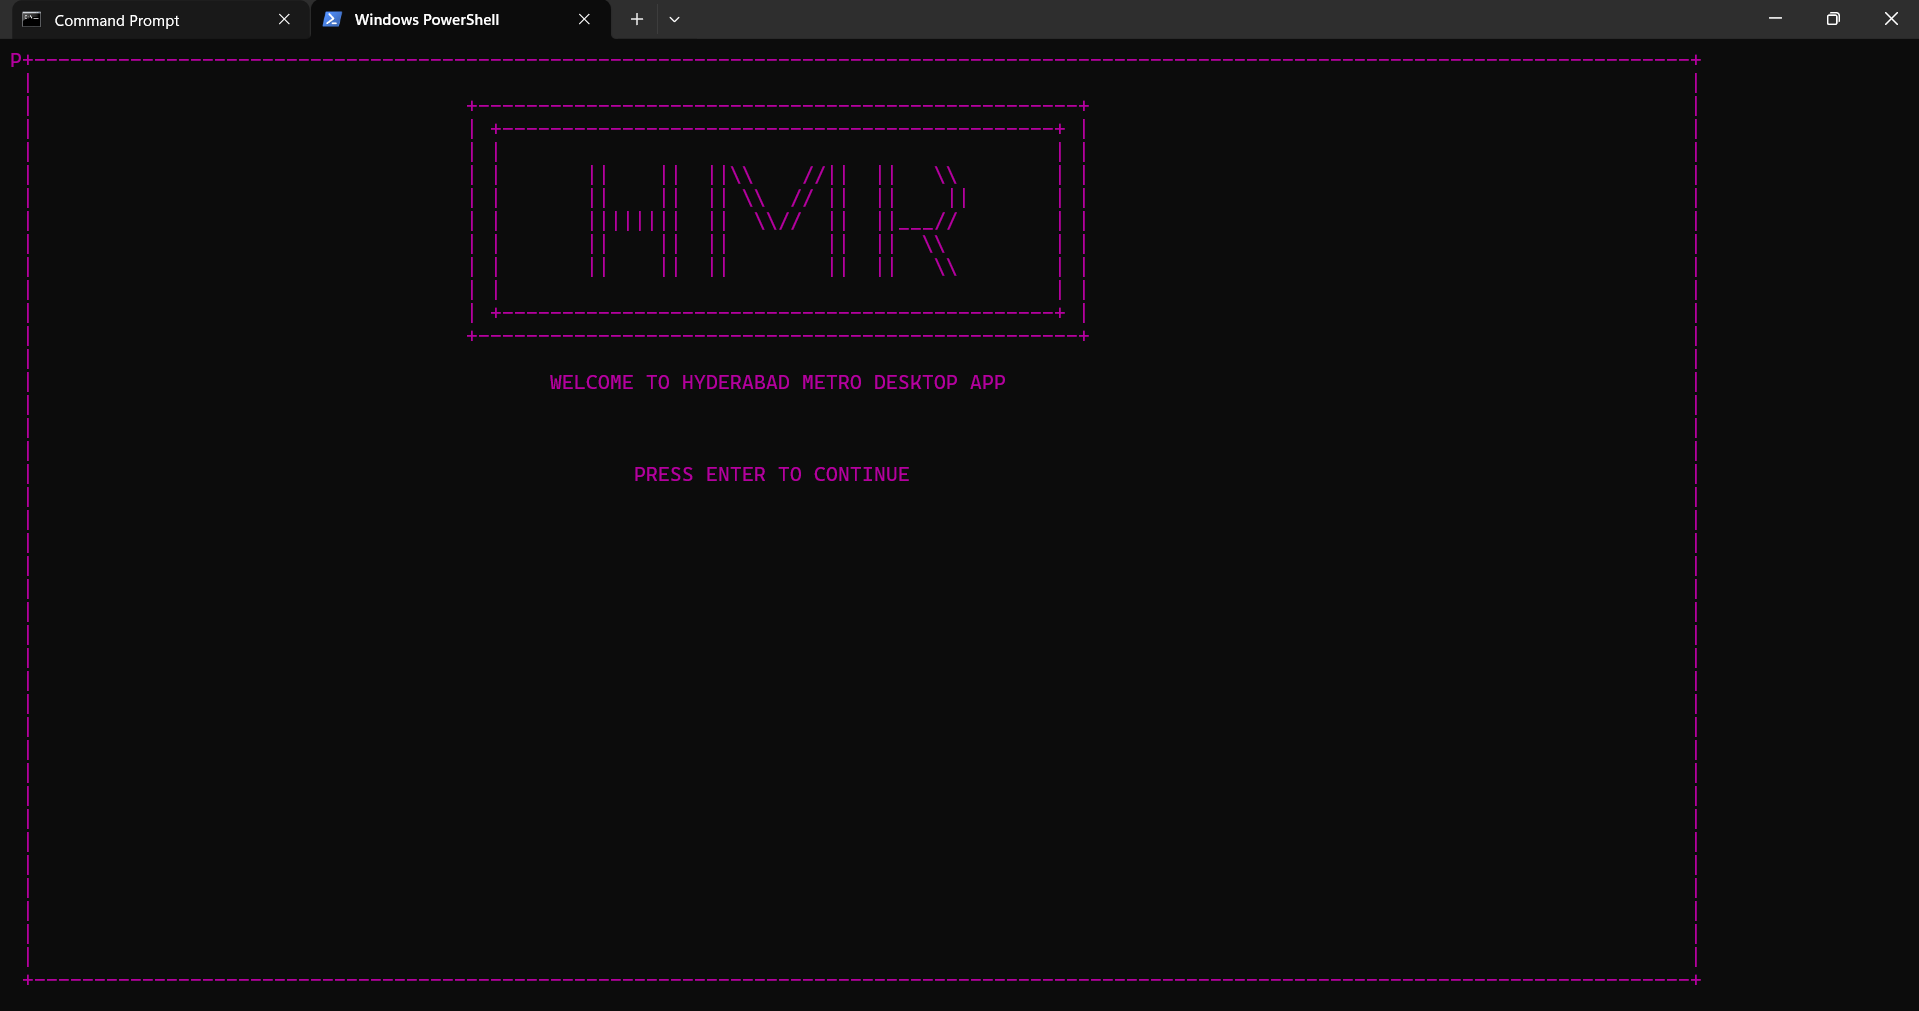 Command Prompt
Windows PowerShell
P
HMR
WELCOME TO HYDERABAD METRO DESKTOP APP
PRESS ENTER TO CONTINUE